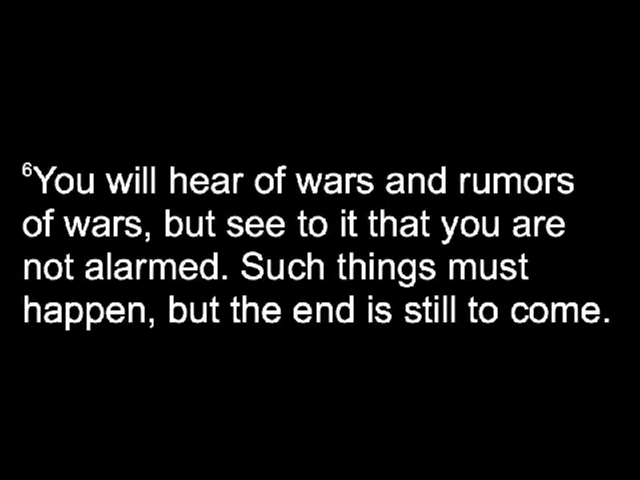 ⁶You will hear of wars and rumors
of wars, but see to it that you are
not alarmed. Such things must
happen, but the end is still to come.